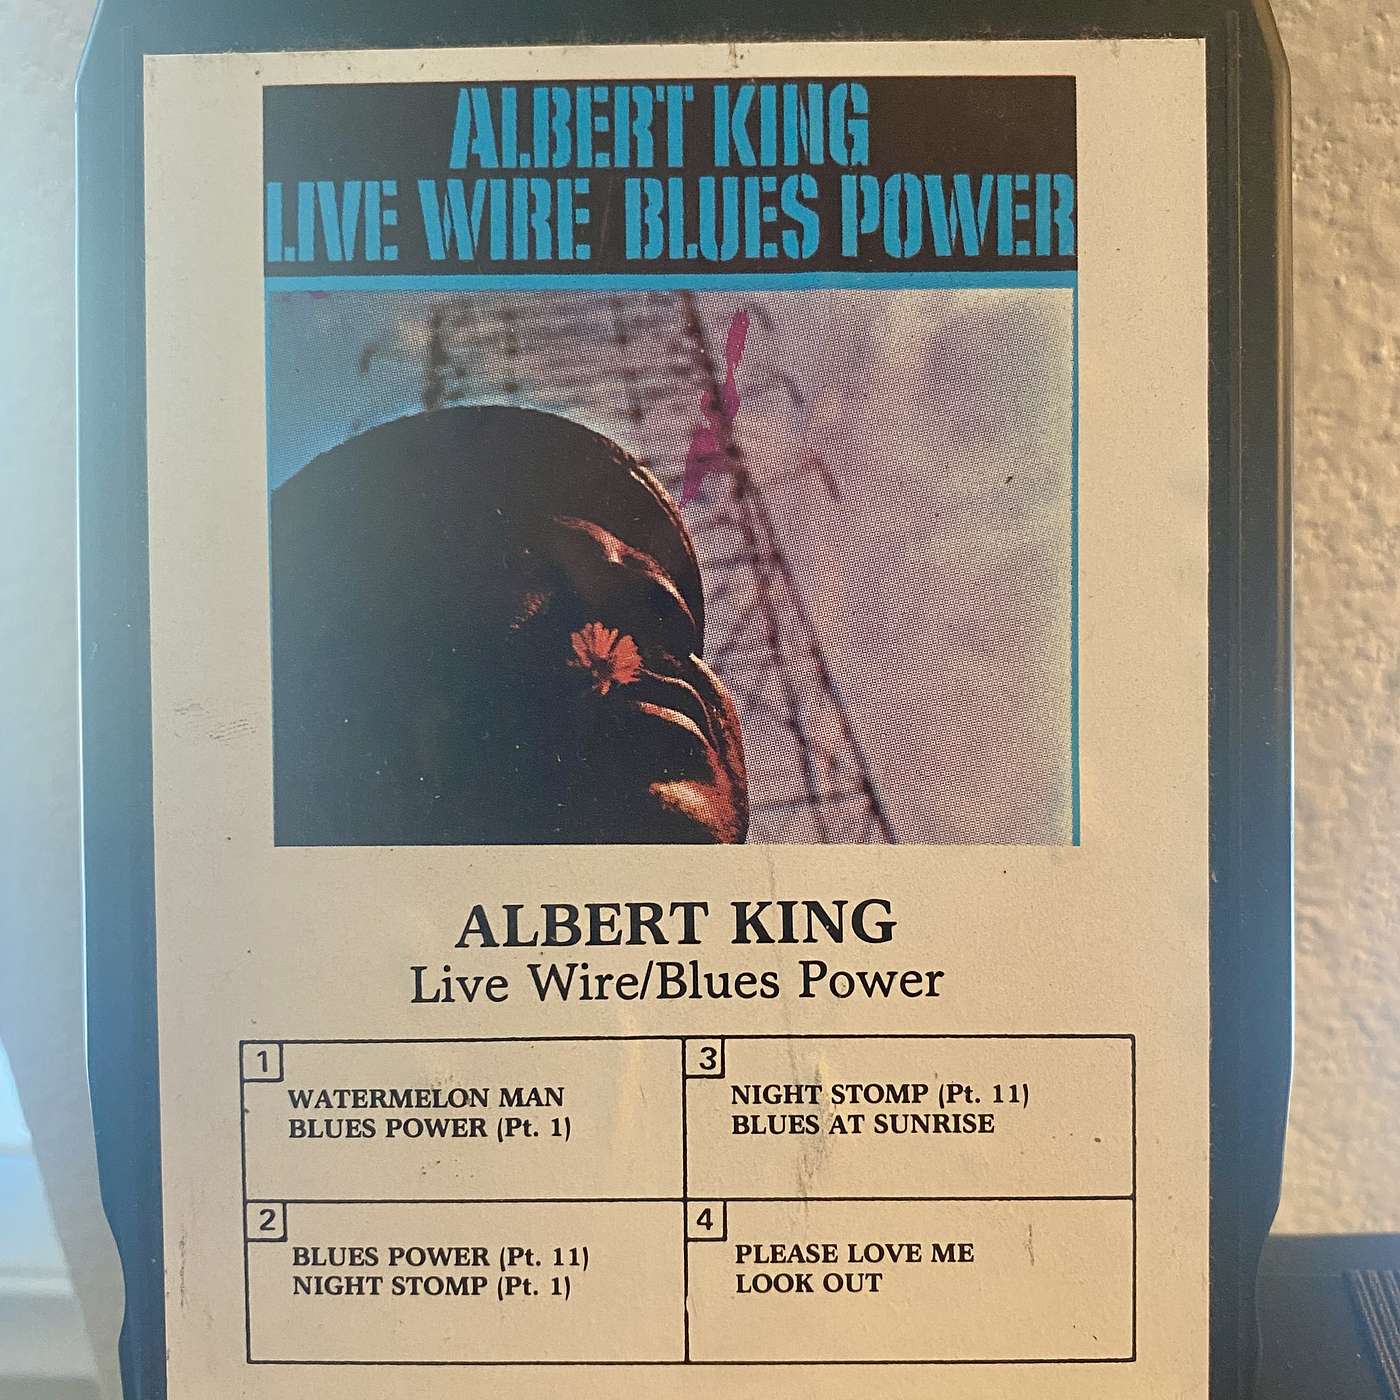 ALBERT KING
LIVE WIRE BLUES POWER
ALBERT KING
Live Wire/Blues Power
1
WATERMELON MAN
BLUES POWER (Pt. 1)
2
BLUES POWER (Pt. 11)
NIGHT STOMP (Pt. 1)
3
NIGHT STOMP (Pt. 11)
BLUES AT SUNRISE
4
PLEASE LOVE ME
LOOK OUT